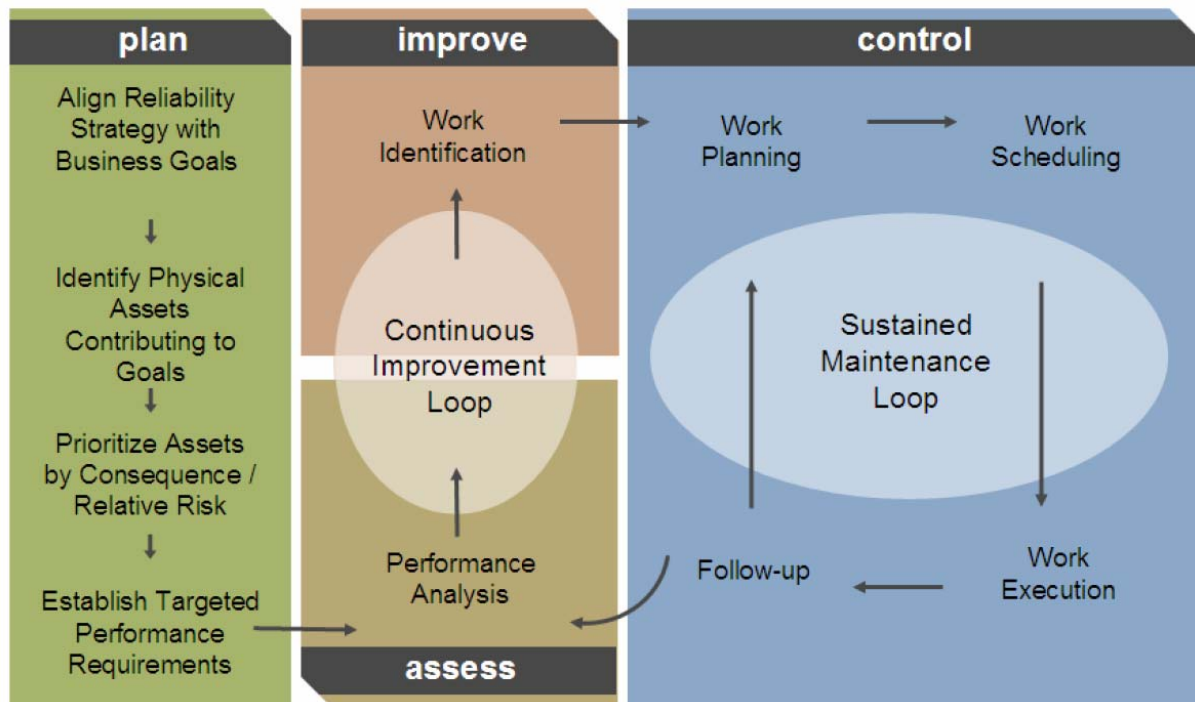 plan
Align Reliability
Strategy with
Business Goals
Identify Physical
Assets
Contributing to
Goals
Prioritize Assets
by Consequence /
Relative Risk
Establish Targeted
Performance
Requirements
improve
Work
Identification
Continuous
Improvement
Loop
Performance
Analysis
assess
control
Work
Planning
Work
Scheduling
Sustained
Maintenance
Loop
Follow-up
Work
Execution